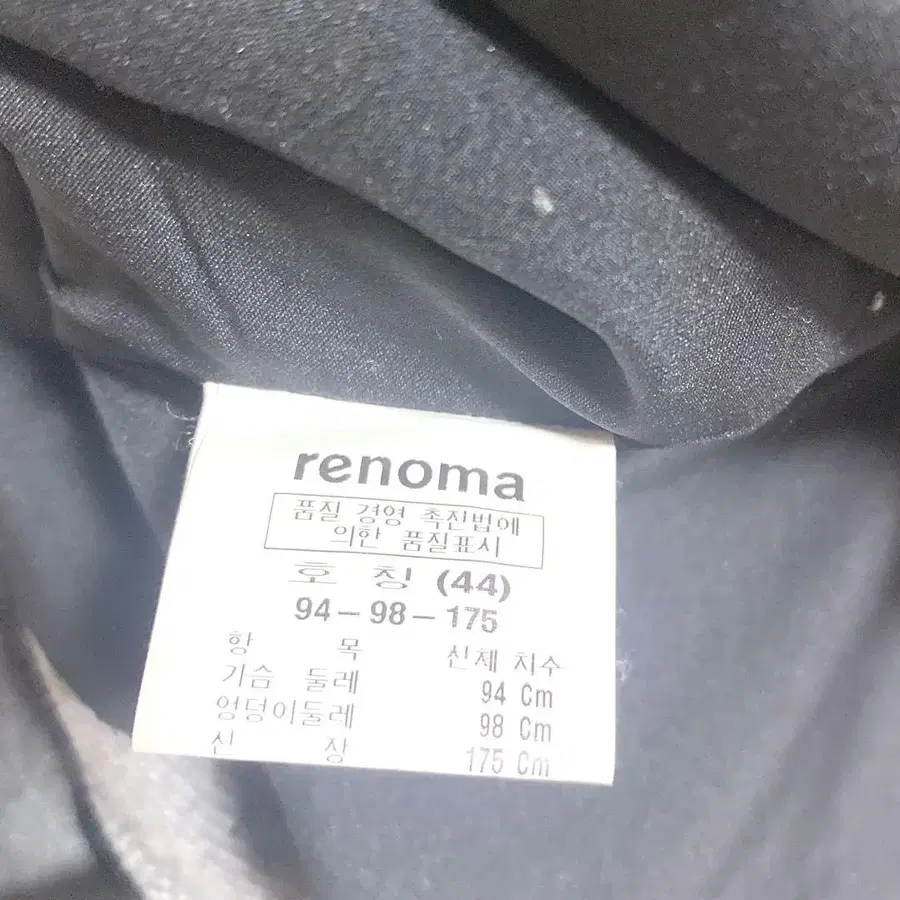 renoma
품질 경영 촉진법에
의한 품질표시
호 칭 (44)
94-98-175
항 목 신체 치수
가슴 둘레 94 Cm
엉덩이둘레 98 Cm
신 장 175 Cm